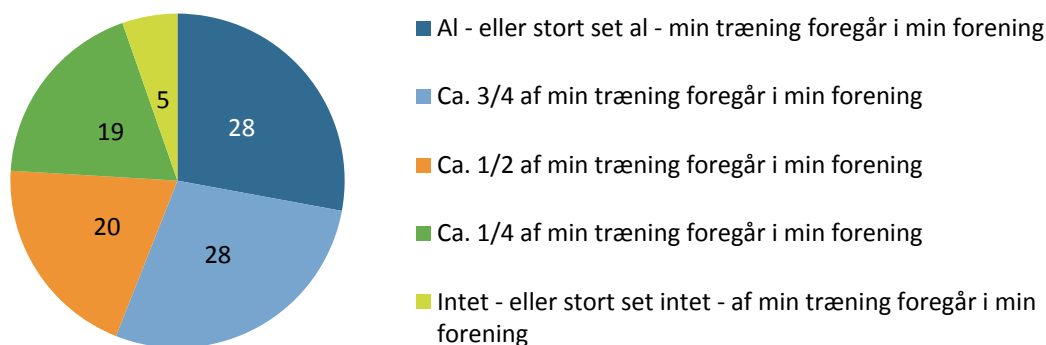 Al - eller stort set al - min træning foregår i min forening
Ca. 3/4 af min træning foregår i min forening
Ca. 1/2 af min træning foregår i min forening
Ca. 1/4 af min træning foregår i min forening
Intet - eller stort set intet - af min træning foregår i min
forening
5
28
19
20
28